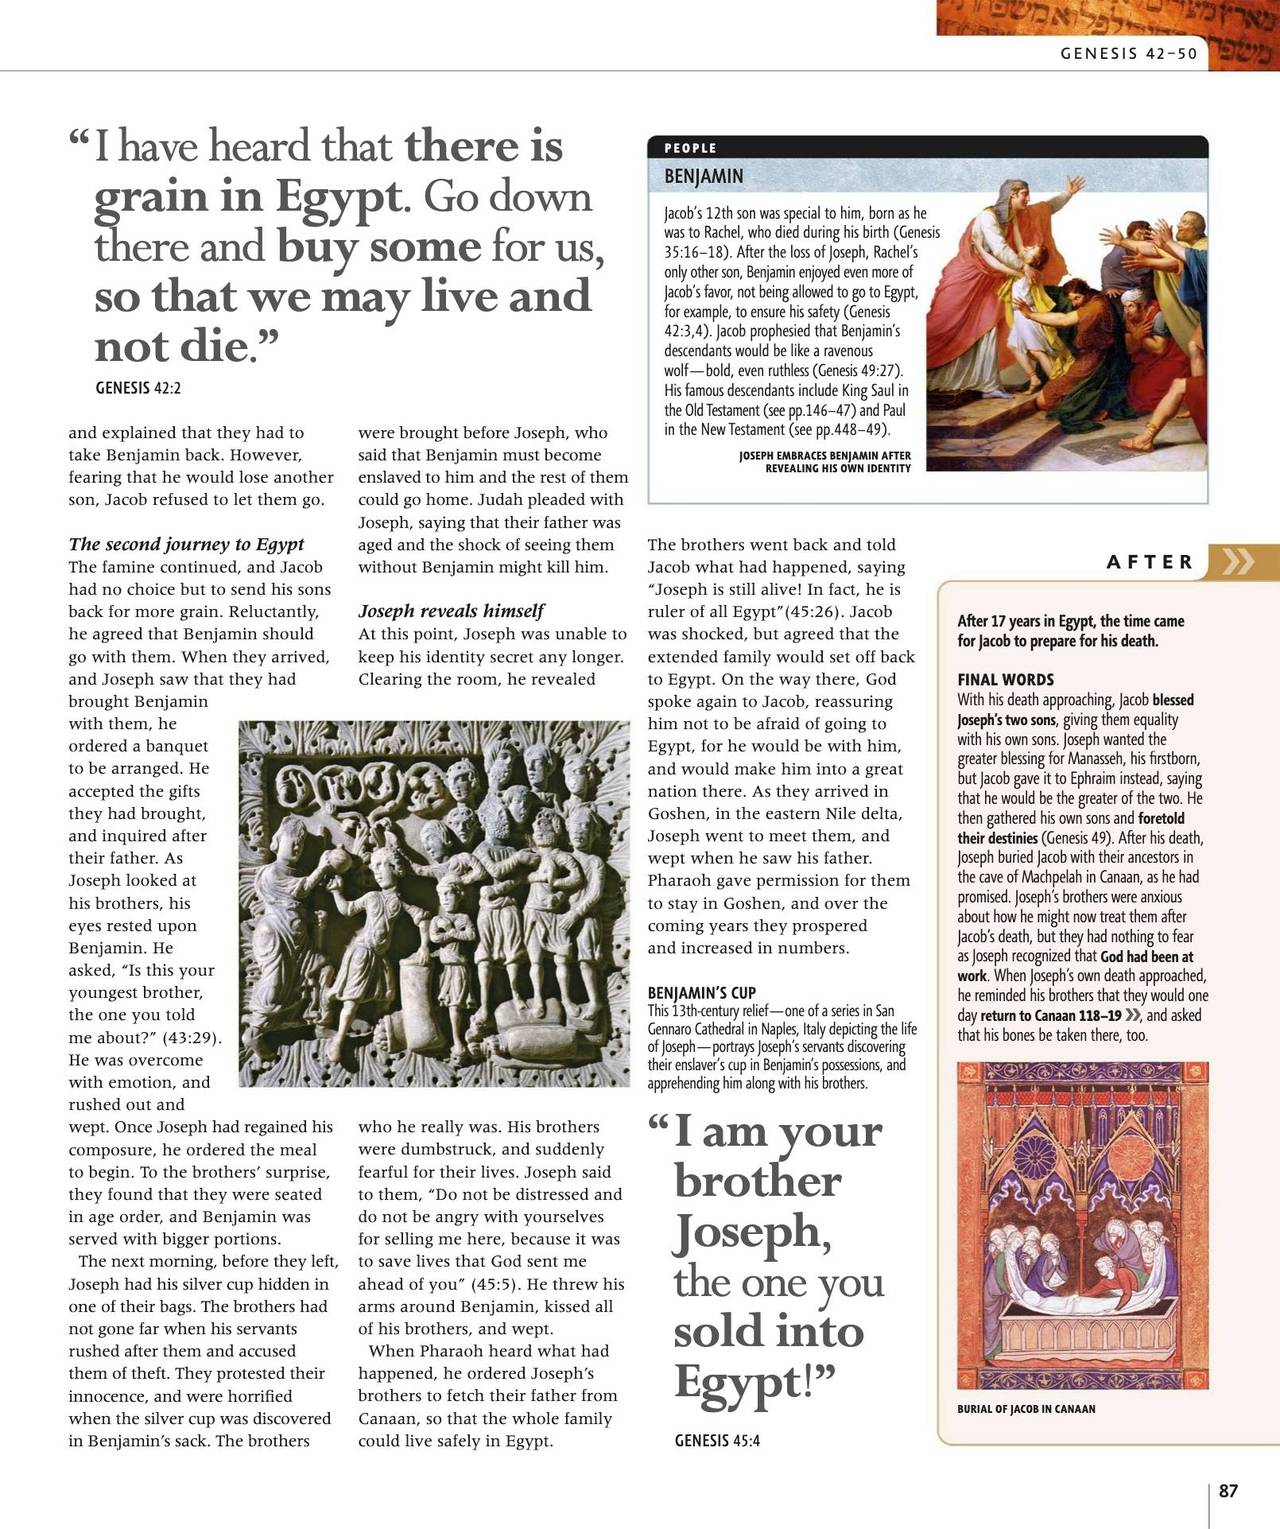 GENESIS 42–50
“I have heard that there is
grain in Egypt. Go down
there and buy some for us,
so that we may live and
not die.”
GENESIS 42:2
and explained that they had to
take Benjamin back. However,
fearing that he would lose another
son, Jacob refused to let them go.
The second journey to Egypt
The famine continued, and Jacob
had no choice but to send his sons
back for more grain. Reluctantly,
he agreed that Benjamin should
go with them. When they arrived,
and Joseph saw that they had
brought Benjamin
with them, he
ordered a banquet
to be arranged. He
accepted the gifts
they had brought,
and inquired after
their father. As
Joseph looked at
his brothers, his
eyes rested upon
Benjamin. He
asked, “Is this your
youngest brother,
the one you told
me about?” (43:29).
He was overcome
with emotion, and
rushed out and
wept. Once Joseph had regained his
composure, he ordered the meal
to begin. To the brothers’ surprise,
they found that they were seated
in age order, and Benjamin was
served with bigger portions.
The next morning, before they left,
Joseph had his silver cup hidden in
one of their bags. The brothers had
not gone far when his servants
rushed after them and accused
them of theft. They protested their
innocence, and were horrified
when the silver cup was discovered
in Benjamin’s sack. The brothers
were brought before Joseph, who
said that Benjamin must become
enslaved to him and the rest of them
could go home. Judah pleaded with
Joseph, saying that their father was
aged and the shock of seeing them
without Benjamin might kill him.
Joseph reveals himself
At this point, Joseph was unable to
keep his identity secret any longer.
Clearing the room, he revealed
who he really was. His brothers
were dumbstruck, and suddenly
fearful for their lives. Joseph said
to them, “Do not be distressed and
do not be angry with yourselves
for selling me here, because it was
to save lives that God sent me
ahead of you” (45:5). He threw his
arms around Benjamin, kissed all
of his brothers, and wept.
When Pharaoh heard what had
happened, he ordered Joseph’s
brothers to fetch their father from
Canaan, so that the whole family
could live safely in Egypt.
PEOPLE
BENJAMIN
Jacob’s 12th son was special to him, born as he
was to Rachel, who died during his birth (Genesis
35:16–18). After the loss of Joseph, Rachel’s
only other son, Benjamin enjoyed even more of
Jacob’s favor, not being allowed to go to Egypt,
for example, to ensure his safety (Genesis
42:3,4). Jacob prophesied that Benjamin’s
descendants would be like a ravenous
wolf—bold, even ruthless (Genesis 49:27).
His famous descendants include King Saul in
the Old Testament (see pp.146–47) and Paul
in the New Testament (see pp.448–49).
JOSEPH EMBRACES BENJAMIN AFTER
REVEALING HIS OWN IDENTITY
The brothers went back and told
Jacob what had happened, saying
“Joseph is still alive! In fact, he is
ruler of all Egypt”(45:26). Jacob
was shocked, but agreed that the
extended family would set off back
to Egypt. On the way there, God
spoke again to Jacob, reassuring
him not to be afraid of going to
Egypt, for he would be with him,
and would make him into a great
nation there. As they arrived in
Goshen, in the eastern Nile delta,
Joseph went to meet them, and
wept when he saw his father.
Pharaoh gave permission for them
to stay in Goshen, and over the
coming years they prospered
and increased in numbers.
BENJAMIN’S CUP
This 13th-century relief—one of a series in San
Gennaro Cathedral in Naples, Italy depicting the life
of Joseph—portrays Joseph’s servants discovering
their enslaver’s cup in Benjamin’s possessions, and
apprehending him along with his brothers.
“I am your
brother
Joseph,
the one you
sold into
Egypt!”
GENESIS 45:4
AFTER
After 17 years in Egypt, the time came
for Jacob to prepare for his death.
FINAL WORDS
With his death approaching, Jacob blessed
Joseph’s two sons, giving them equality
with his own sons. Joseph wanted the
greater blessing for Manasseh, his firstborn,
but Jacob gave it to Ephraim instead, saying
that he would be the greater of the two. He
then gathered his own sons and foretold
their destinies (Genesis 49). After his death,
Joseph buried Jacob with their ancestors in
the cave of Machpelah in Canaan, as he had
promised. Joseph’s brothers were anxious
about how he might now treat them after
Jacob’s death, but they had nothing to fear
as Joseph recognized that God had been at
work. When Joseph’s own death approached,
he reminded his brothers that they would one
day return to Canaan 118–19 », and asked
that his bones be taken there, too.
BURIAL OF JACOB IN CANAAN
87